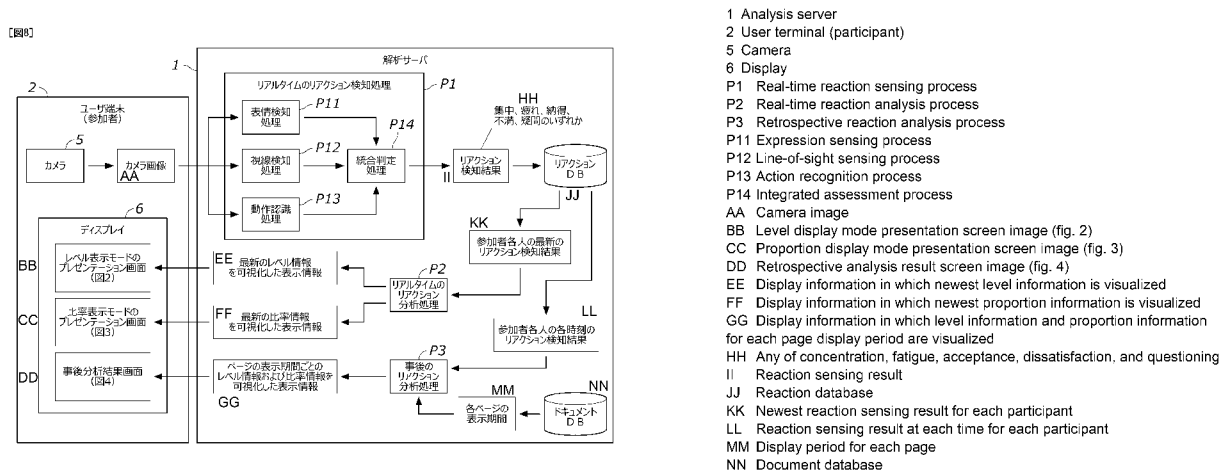 [図8]
1
解析サーバ
2
ユーザ端末
(参加者)
リアルタイムのリアクション検知処理
P1
5
カメラ
カメラ画像
AA
表情検知
処理
P11
視線検知
処理
P12
動作認識
処理
P13
統合判定
処理
P14
HH
集中、疲れ、納得、
不満、疑問のいずれか
II
リアクション
検知結果
リアクション
DB
JJ
6
ディスプレイ
BB
レベル表示モードの
プレゼンテーション画面
(図2)
CC
比率表示モードの
プレゼンテーション画面
(図3)
DD
事後分析結果画面
(図4)
EE
最新のレベル情報
を可視化した表示情報
FF
最新の比率情報
を可視化した表示情報
GG
ページの表示期間ごとの
レベル情報および比率情報を
可視化した表示情報
P2
リアルタイムの
リアクション
分析処理
KK
参加者各人の最新の
リアクション検知結果
LL
参加者各人の各時刻の
リアクション検知結果
P3
事後の
リアクション
分析処理
MM
各ページの
表示期間
NN
ドキュメント
DB
1 Analysis server
2 User terminal (participant)
5 Camera
6 Display
P1 Real-time reaction sensing process
P2 Real-time reaction analysis process
P3 Retrospective reaction analysis process
P11 Expression sensing process
P12 Line-of-sight sensing process
P13 Action recognition process
P14 Integrated assessment process
AA Camera image
BB Level display mode presentation screen image (fig. 2)
CC Proportion display mode presentation screen image (fig. 3)
DD Retrospective analysis result screen image (fig. 4)
EE Display information in which newest level information is visualized
FF Display information in which newest proportion information is visualized
GG Display information in which level information and proportion information
for each page display period are visualized
HH Any of concentration, fatigue, acceptance, dissatisfaction, and questioning
II Reaction sensing result
JJ Reaction database
KK Newest reaction sensing result for each participant
LL Reaction sensing result at each time for each participant
MM Display period for each page
NN Document database